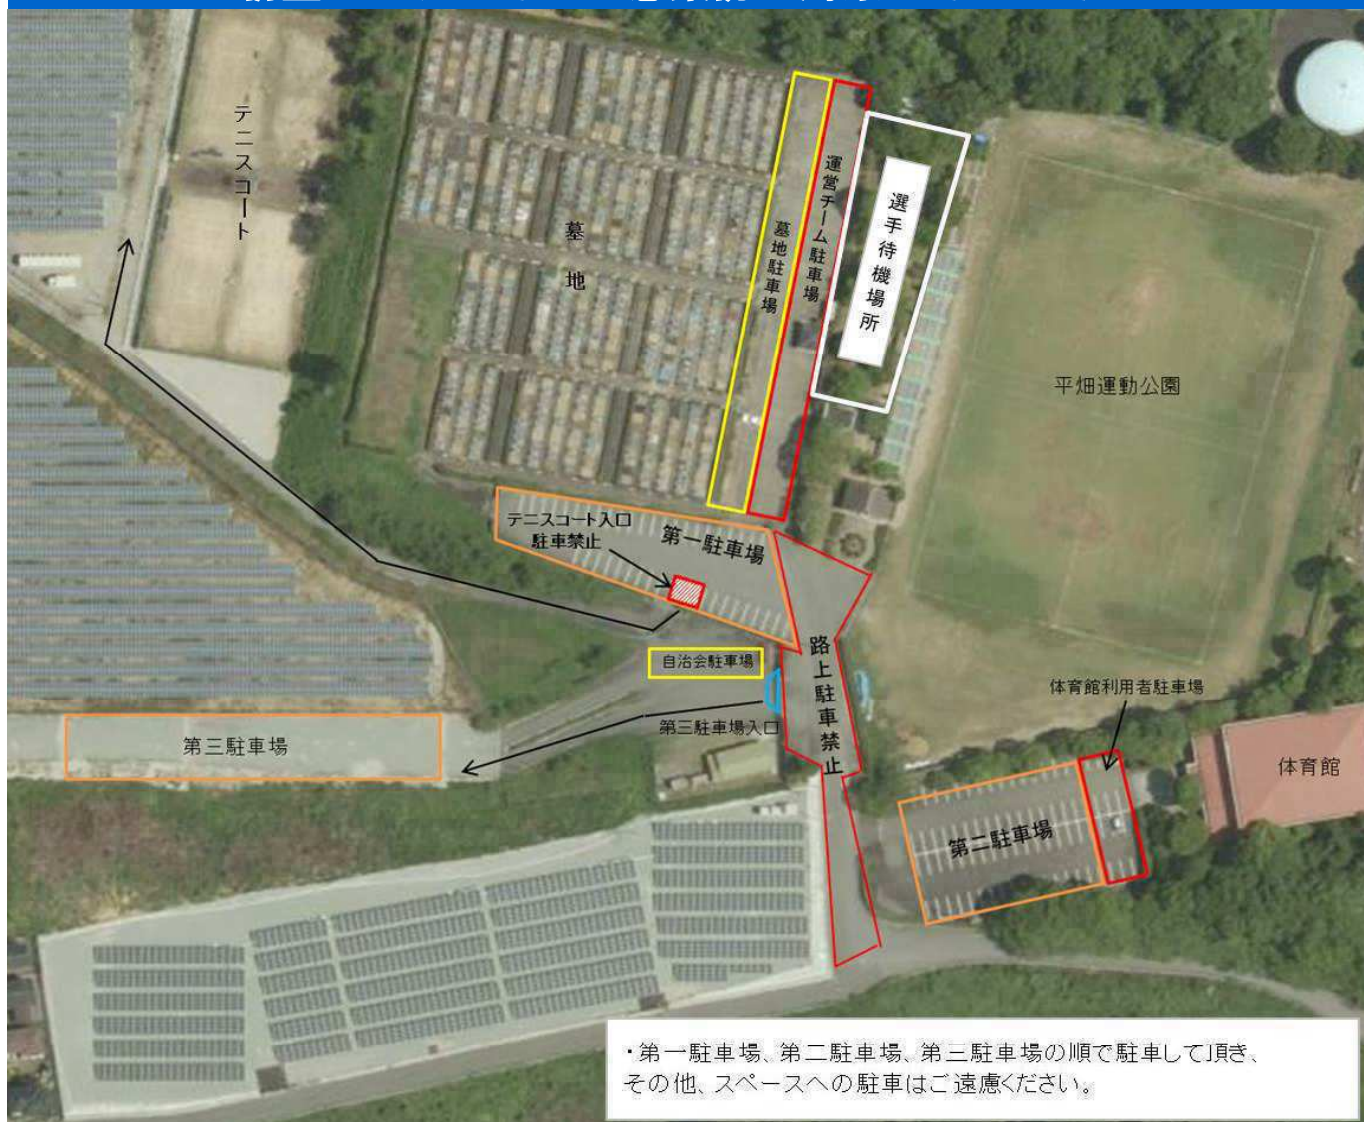 テニスコート
墓地
墓地駐車場
運営チーム駐車場
選手待機場所
平畑運動公園
テニスコート入口
駐車禁止
第一駐車場
自治会駐車場
路上駐車禁止
第三駐車場入口
体育館利用者駐車場
第三駐車場
体育館
第二駐車場
・第一駐車場、第二駐車場、第三駐車場の順で駐車して頂き、
その他、スペースへの駐車はご遠慮ください。